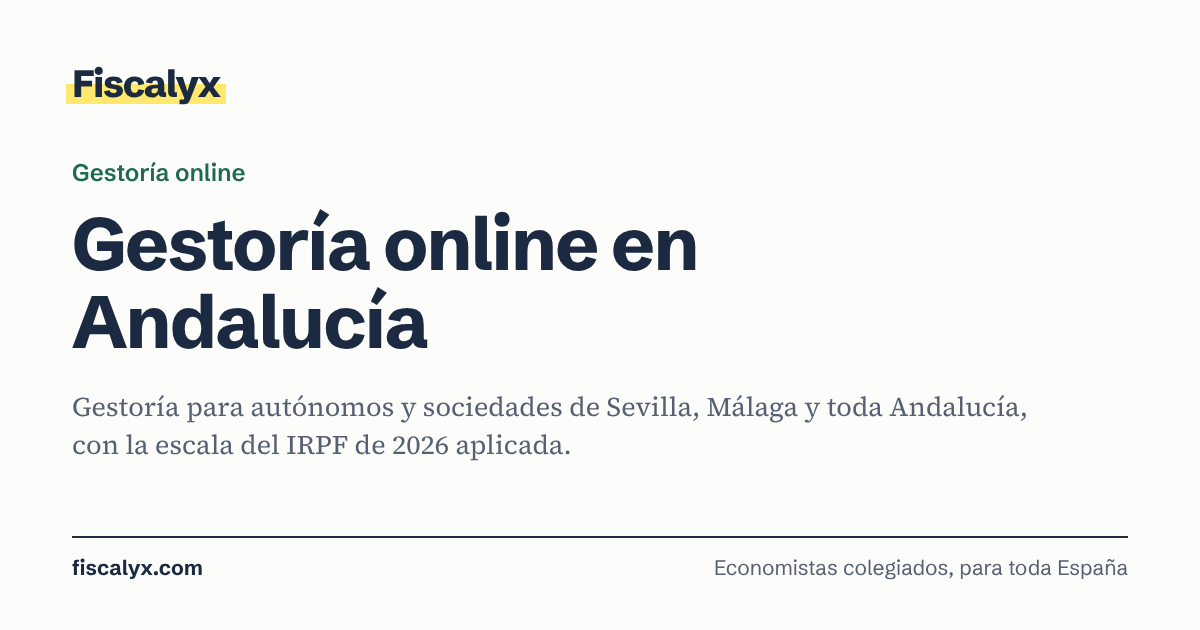 Fiscalyx
Gestoría online
Gestoría online en
Andalucía
Gestoría para autónomos y sociedades de Sevilla, Málaga y toda Andalucía,
con la escala del IRPF de 2026 aplicada.
fiscalyx.com
Economistas colegiados, para toda España